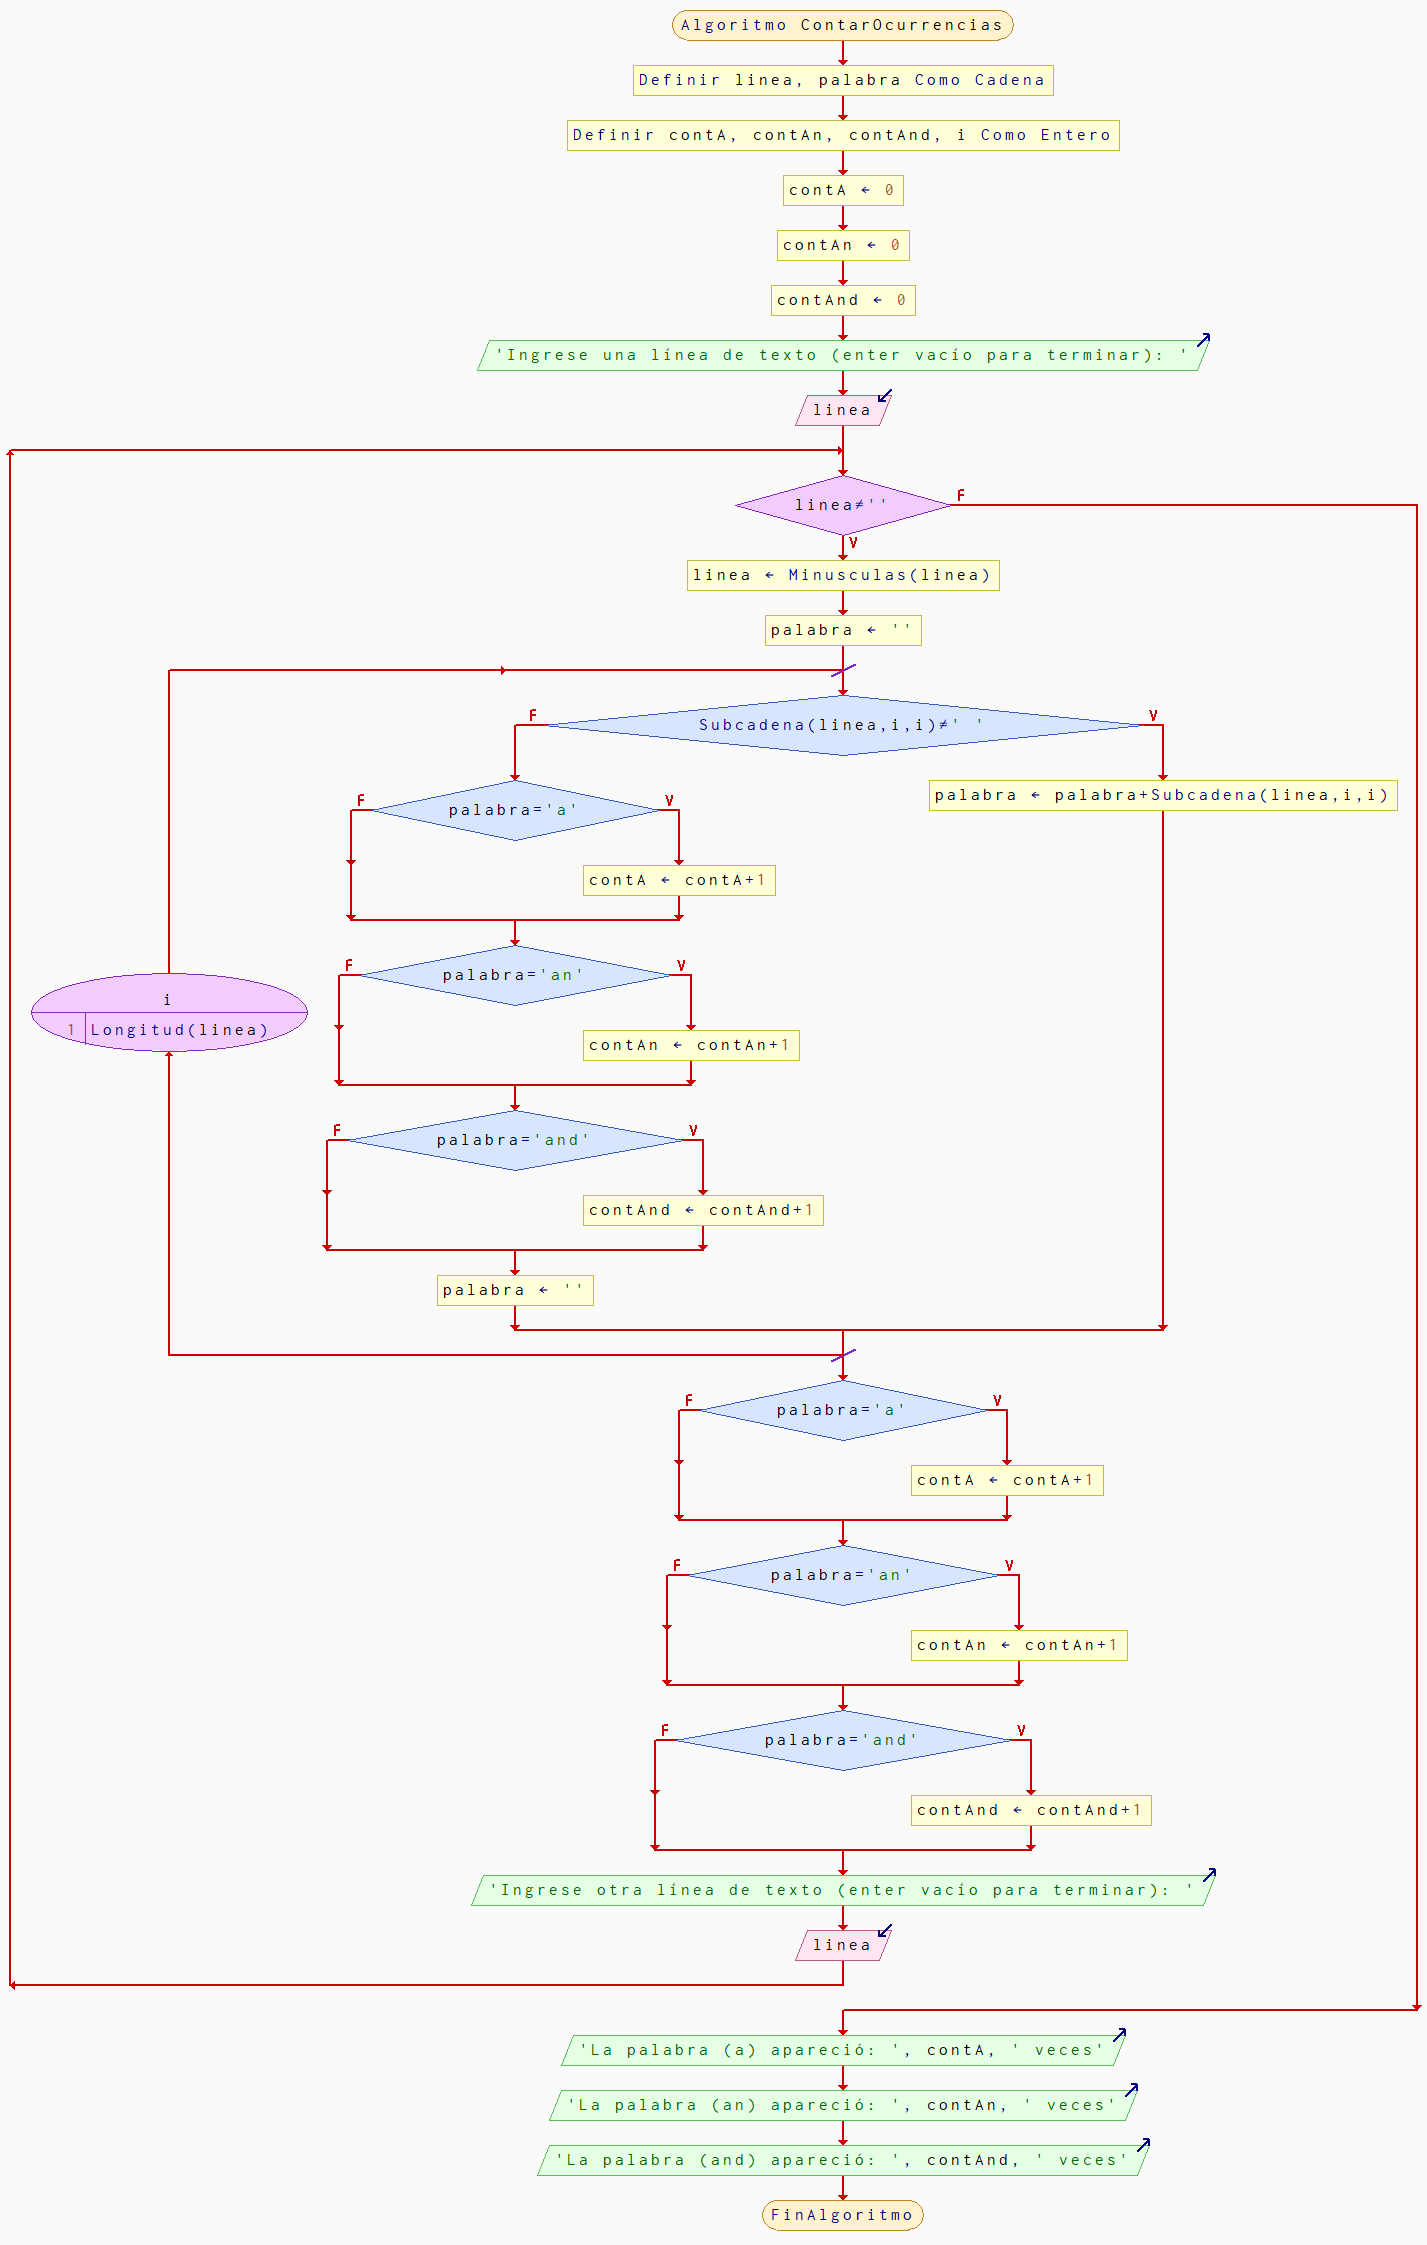 Algoritmo ContarOcurrencias
Definir linea, palabra Como Cadena
Definir contA, contAn, contAnd, i Como Entero
contA ← 0
contAn ← 0
contAnd ← 0
'Ingrese una línea de texto (enter vacío para terminar): '
linea
linea≠''
F
V
linea ← Minusculas(linea)
palabra ← ''
Subcadena(linea,i,i)≠' '
F
V
palabra ← palabra+Subcadena(linea,i,i)
palabra='a'
F
V
contA ← contA+1
palabra='an'
F
V
i
1 Longitud(linea)
contAn ← contAn+1
palabra='and'
F
V
contAnd ← contAnd+1
palabra ← ''
palabra='a'
F
V
contA ← contA+1
palabra='an'
F
V
contAn ← contAn+1
palabra='and'
F
V
contAnd ← contAnd+1
'Ingrese otra línea de texto (enter vacío para terminar): '
linea
'La palabra (a) apareció: ', contA, ' veces'
'La palabra (an) apareció: ', contAn, ' veces'
'La palabra (and) apareció: ', contAnd, ' veces'
FinAlgoritmo